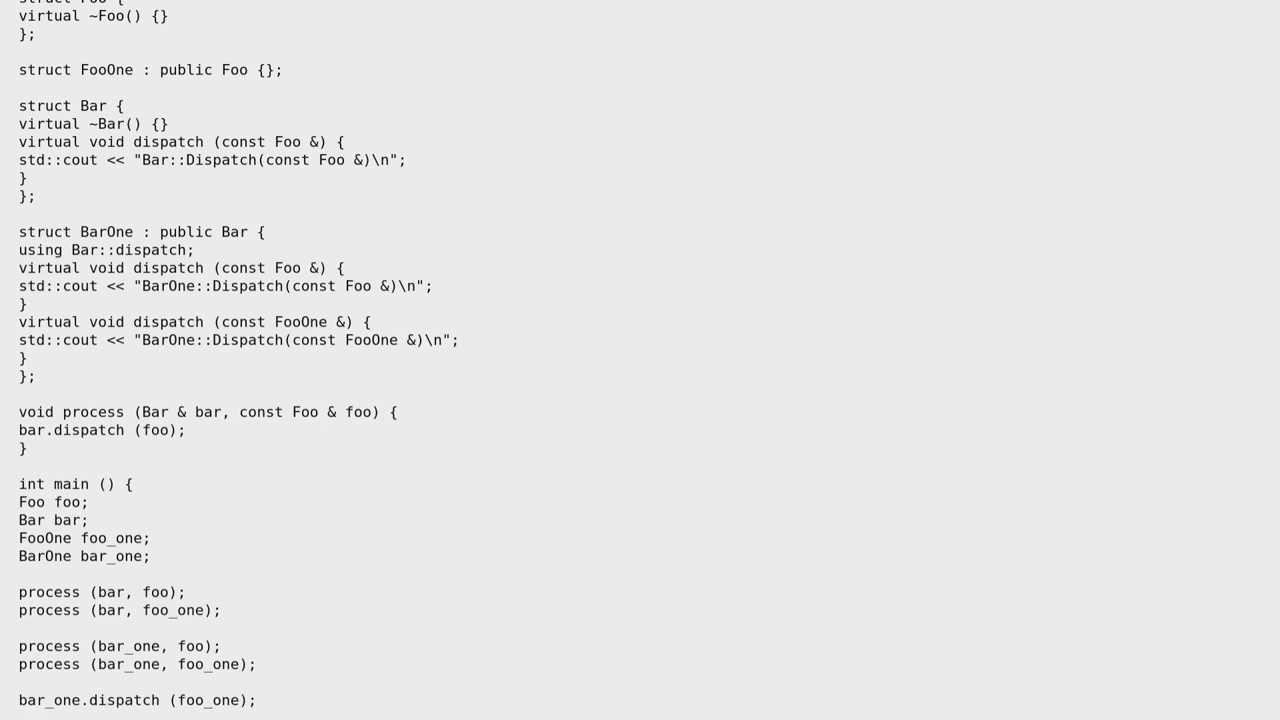 struct Foo {
virtual ~Foo() {}
};

struct FooOne : public Foo {};

struct Bar {
virtual ~Bar() {}
virtual void dispatch (const Foo &) {
std::cout << "Bar::Dispatch(const Foo &)\n";
}
};

struct BarOne : public Bar {
using Bar::dispatch;
virtual void dispatch (const Foo &) {
std::cout << "BarOne::Dispatch(const Foo &)\n";
}
virtual void dispatch (const FooOne &) {
std::cout << "BarOne::Dispatch(const FooOne &)\n";
}
};

void process (Bar & bar, const Foo & foo) {
bar.dispatch (foo);
}

int main () {
Foo foo;
Bar bar;
FooOne foo_one;
BarOne bar_one;

process (bar, foo);
process (bar, foo_one);

process (bar_one, foo);
process (bar_one, foo_one);

bar_one.dispatch (foo_one);